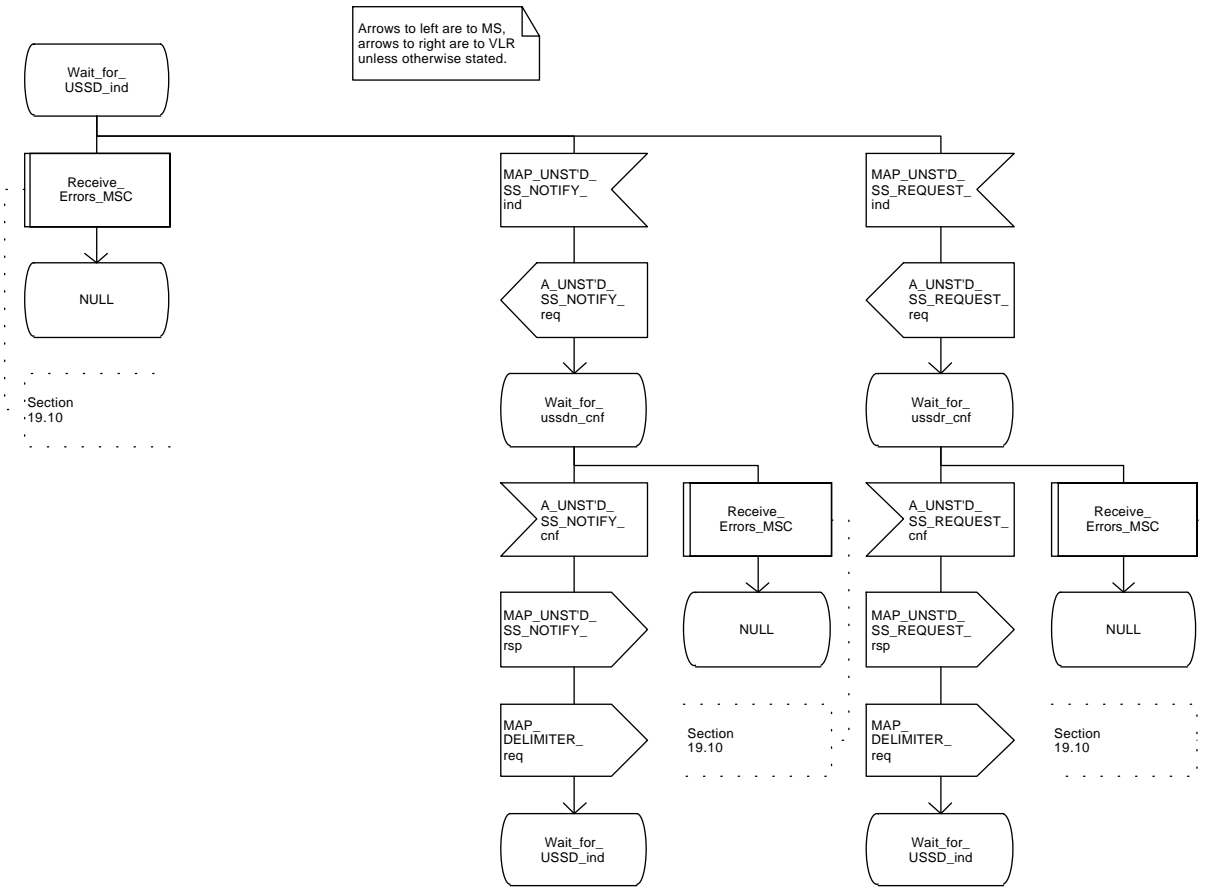 Arrows to left are to MS,
arrows to right are to VLR
unless otherwise stated.
Wait_for_
USSD_ind
Receive_
Errors_MSC
NULL
Section
19.10
MAP_UNST'D_
SS_NOTIFY_
ind
A_UNST'D_
SS_NOTIFY_
req
Wait_for_
ussdn_cnf
A_UNST'D_
SS_NOTIFY_
cnf
MAP_UNST'D_
SS_NOTIFY_
rsp
MAP_
DELIMITER_
req
Wait_for_
USSD_ind
Receive_
Errors_MSC
NULL
Section
19.10
MAP_UNST'D_
SS_REQUEST_
ind
A_UNST'D_
SS_REQUEST_
req
Wait_for_
ussdr_cnf
A_UNST'D_
SS_REQUEST_
cnf
MAP_UNST'D_
SS_REQUEST_
rsp
MAP_
DELIMITER_
req
Wait_for_
USSD_ind
Receive_
Errors_MSC
NULL
Section
19.10